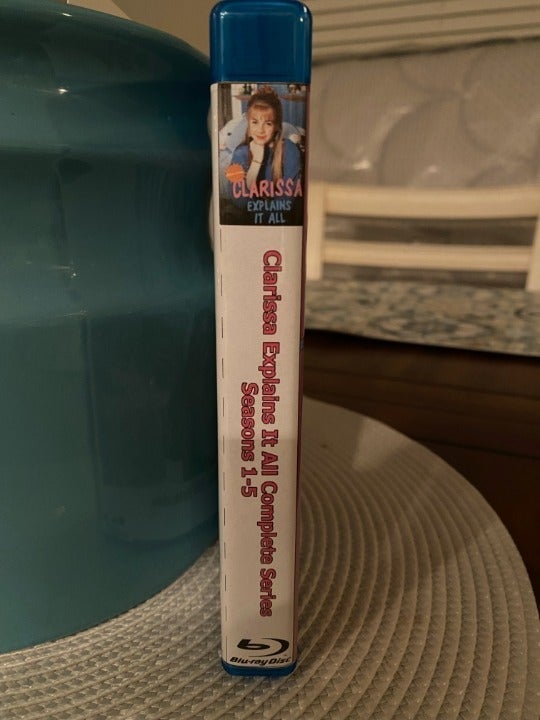 CLARISSA
EXPLAINS
IT ALL
Clarissa Explains It All Complete Series
Seasons 1-5
Blu-ray Disc